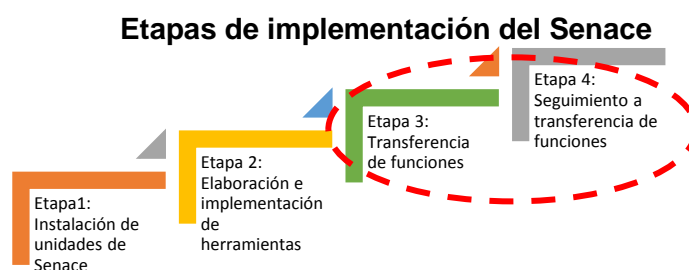 Etapas de implementación del Senace
Etapa1:
Instalación de
unidades de
Senace
Etapa 2:
Elaboración e
implementación
de
herramientas
Etapa 3:
Transferencia
de funciones
Etapa 4:
Seguimiento a
transferencia de
funciones